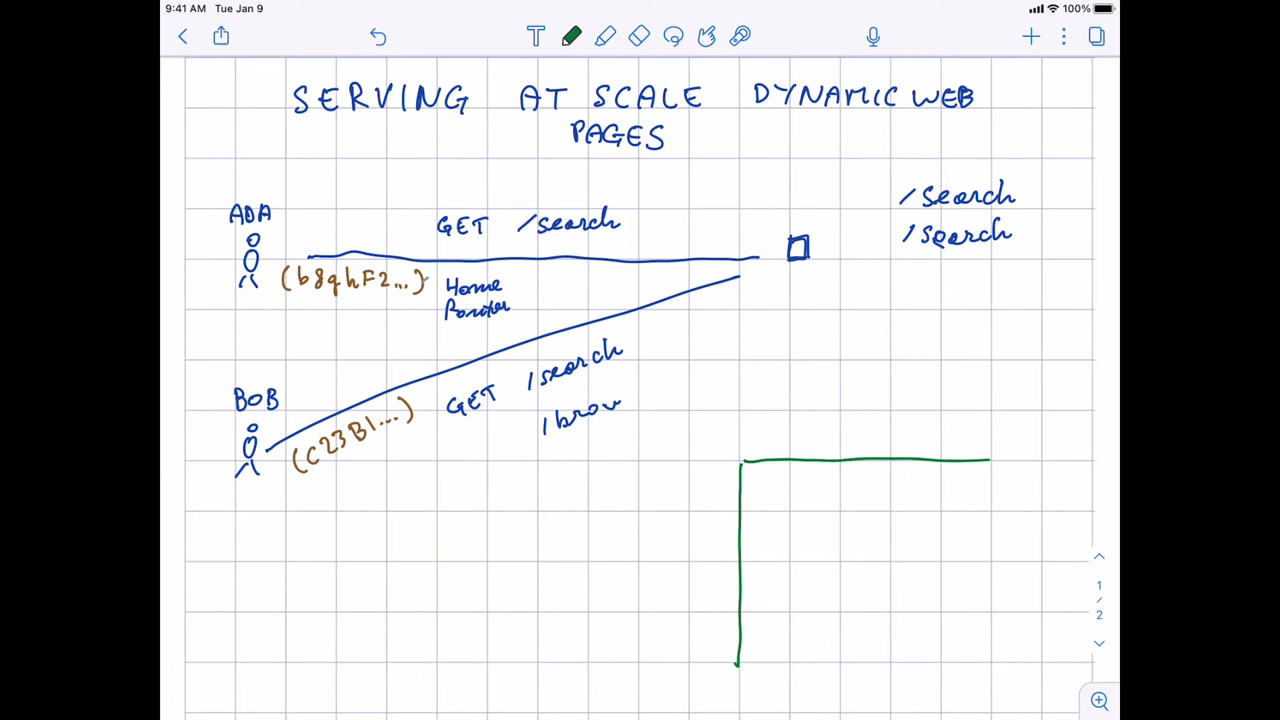 9:41 AM Tue Jan 9
100%
SERVING AT SCALE DYNAMIC WEB
PAGES
/search
/search
ADA
GET /search
(b8qhF2...)
Home
BOB
GET /search
/brow
(C23B1...)
1
/
2